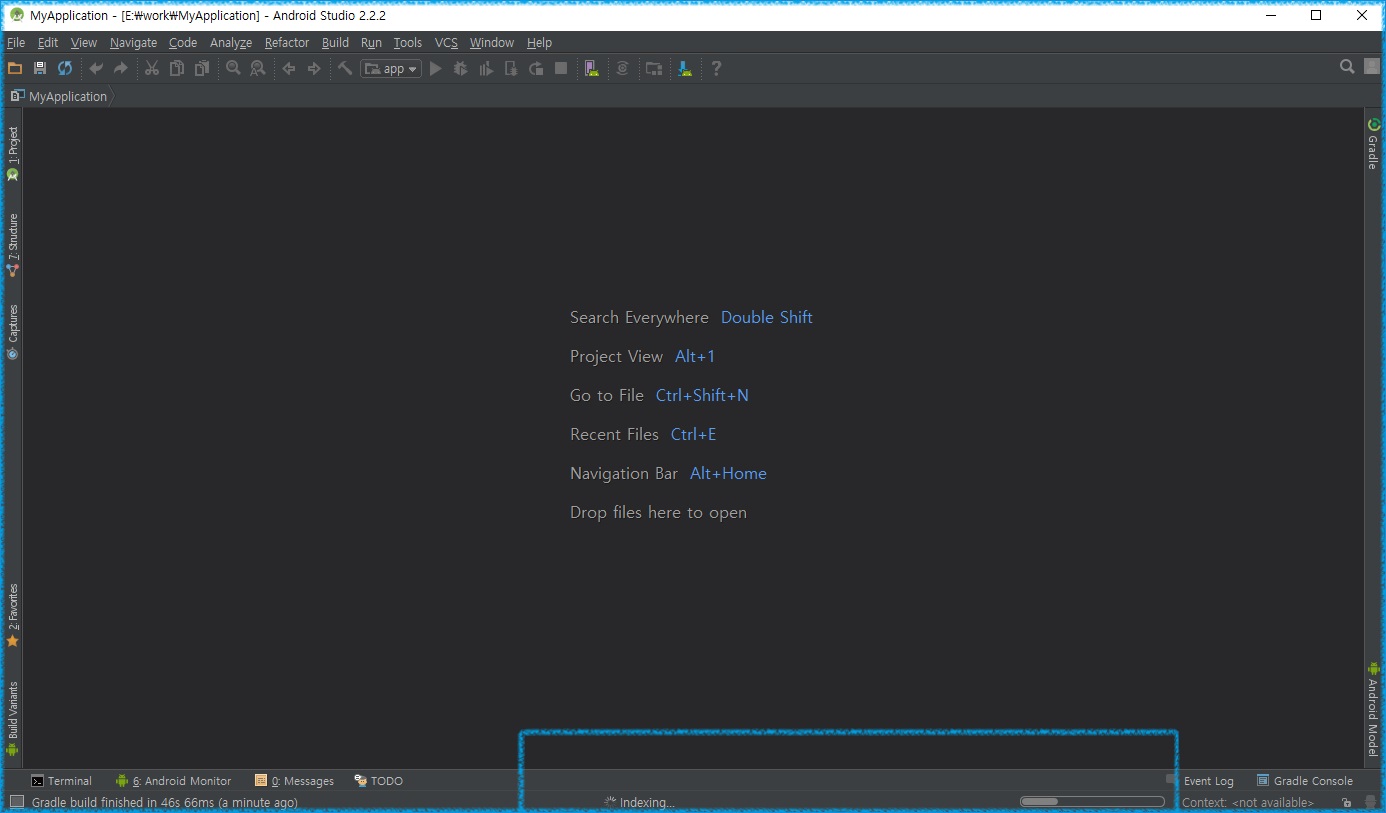 MyApplication - [E:₩work₩MyApplication] - Android Studio 2.2.2
File Edit View Navigate Code Analyze Refactor Build Run Tools VCS Window Help
app
MyApplication
1: Project
7: Structure
Captures
2: Favorites
Build Variants
Gradle
Android Model
Search Everywhere Double Shift
Project View Alt+1
Go to File Ctrl+Shift+N
Recent Files Ctrl+E
Navigation Bar Alt+Home
Drop files here to open
Terminal 6: Android Monitor 0: Messages TODO Event Log Gradle Console
Gradle build finished in 46s 66ms (a minute ago) Indexing... Context: <not available>